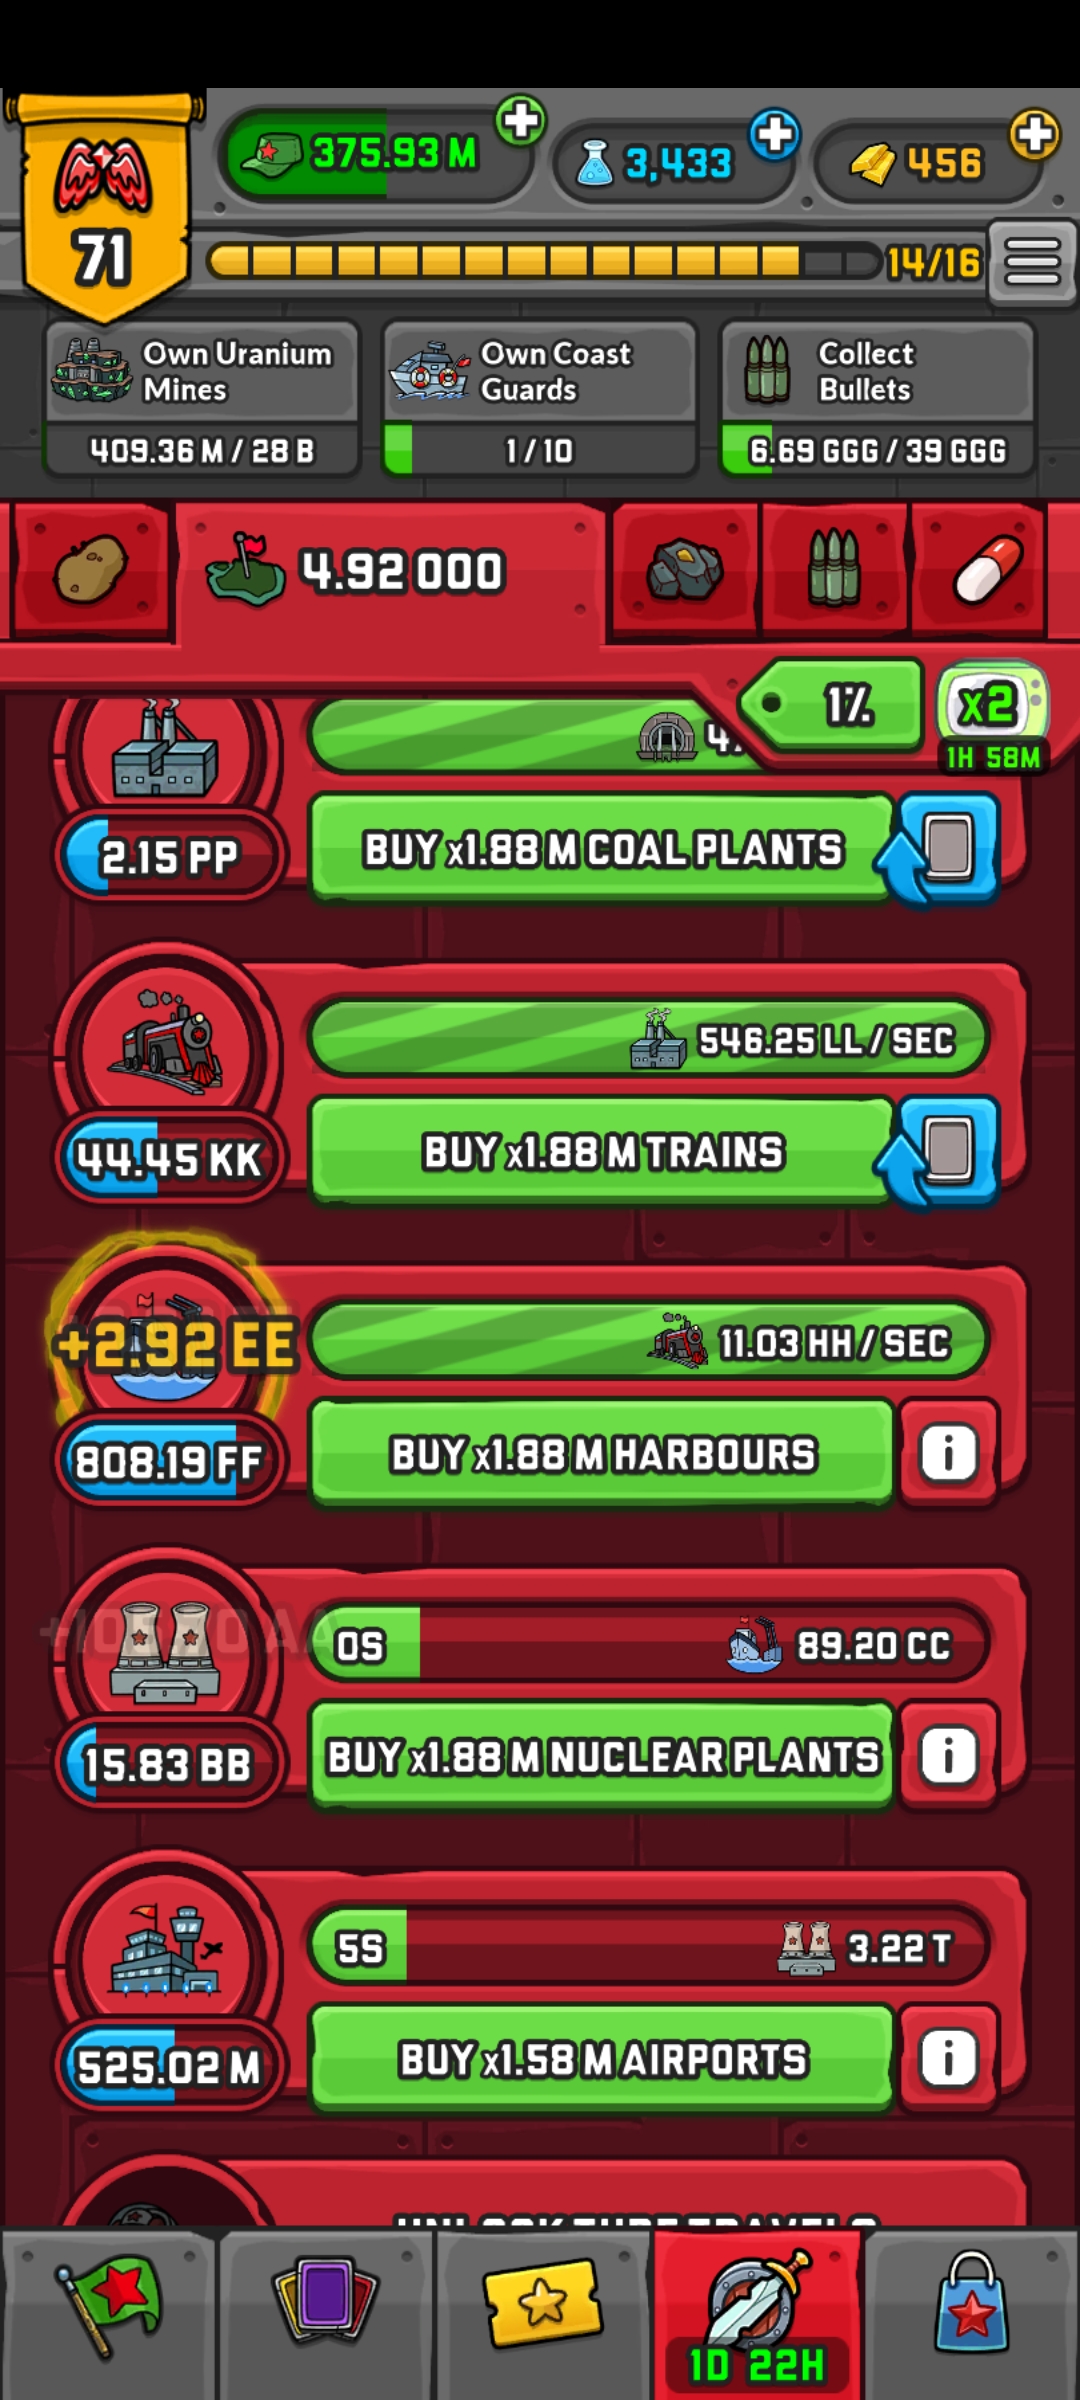 375.93 M
3,433
456
71
14/16
Own Uranium
Mines
409.36 M / 28 B
Own Coast
Guards
1 / 10
Collect
Bullets
6.69 GGG / 39 GGG
4.92 OOO
1%
x2
1H 58M
2.15 PP
BUY x1.88 M COAL PLANTS
546.25 LL / SEC
44.45 KK
BUY x1.88 M TRAINS
+2.92 EE
11.03 HH / SEC
808.19 FF
BUY x1.88 M HARBOURS
0S
89.20 CC
15.83 BB
BUY x1.88 M NUCLEAR PLANTS
5S
3.22 T
525.02 M
BUY x1.58 M AIRPORTS
1D 22H